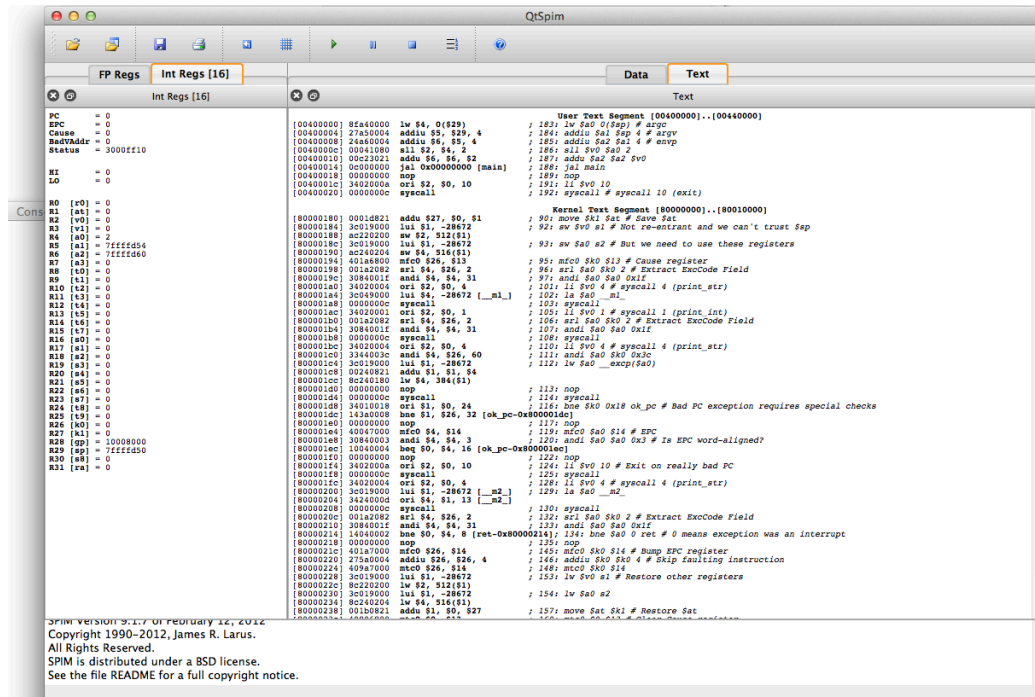 QtSpim
FP Regs Int Regs [16]
Data Text
Int Regs [16]
Text
PC = 0
EPC = 0
Cause = 0
BadVAddr = 0
Status = 3000ff10
HI = 0
LO = 0
R0 [r0] = 0
R1 [at] = 0
R2 [v0] = 0
R3 [v1] = 0
R4 [a0] = 2
R5 [a1] = 7ffffd54
R6 [a2] = 7ffffd60
R7 [a3] = 0
R8 [t0] = 0
R9 [t1] = 0
R10 [t2] = 0
R11 [t3] = 0
R12 [t4] = 0
R13 [t5] = 0
R14 [t6] = 0
R15 [t7] = 0
R16 [s0] = 0
R17 [s1] = 0
R18 [s2] = 0
R19 [s3] = 0
R20 [s4] = 0
R21 [s5] = 0
R22 [s6] = 0
R23 [s7] = 0
R24 [t8] = 0
R25 [t9] = 0
R26 [k0] = 0
R27 [k1] = 0
R28 [gp] = 10008000
R29 [sp] = 7ffffd50
R30 [s8] = 0
R31 [ra] = 0
Cons
User Text Segment [00400000]..[00440000]
[00400000] 8fa40000 lw $4, 0($29) ; 183: lw $a0 0($sp) # argc
[00400004] 27a50004 addiu $5, $29, 4 ; 184: addiu $a1 $sp 4 # argv
[00400008] 24a60004 addiu $6, $5, 4 ; 185: addiu $a2 $a1 4 # envp
[0040000c] 00041080 sll $2, $4, 2 ; 186: sll $v0 $a0 2
[00400010] 00c23021 addu $6, $6, $2 ; 187: addu $a2 $a2 $v0
[00400014] 0c000000 jal 0x00000000 [main] ; 188: jal main
[00400018] 00000000 nop ; 189: nop
[0040001c] 3402000a ori $2, $0, 10 ; 191: li $v0 10
[00400020] 0000000c syscall ; 192: syscall # syscall 10 (exit)
Kernel Text Segment [80000000]..[80010000]
[80000180] 0001d821 addu $27, $0, $1 ; 90: move $k1 $at # Save $at
[80000184] 3c019000 lui $1, -28672 ; 92: sw $v0 s1 # Not re-entrant and we can't trust $sp
[80000188] ac220200 sw $2, 512($1)
[8000018c] 3c019000 lui $1, -28672 ; 93: sw $a0 s2 # But we need to use these registers
[80000190] ac240204 sw $4, 516($1)
[80000194] 401a6800 mfc0 $26, $13 ; 95: mfc0 $k0 $13 # Cause register
[80000198] 001a2082 srl $4, $26, 2 ; 96: srl $a0 $k0 2 # Extract ExcCode Field
[8000019c] 3084001f andi $4, $4, 31 ; 97: andi $a0 $a0 0x1f
[800001a0] 34020004 ori $2, $0, 4 ; 101: li $v0 4 # syscall 4 (print_str)
[800001a4] 3c049000 lui $4, -28672 [__m1_] ; 102: la $a0 __m1_
[800001a8] 0000000c syscall ; 103: syscall
[800001ac] 34020001 ori $2, $0, 1 ; 105: li $v0 1 # syscall 1 (print_int)
[800001b0] 001a2082 srl $4, $26, 2 ; 106: srl $a0 $k0 2 # Extract ExcCode Field
[800001b4] 3084001f andi $4, $4, 31 ; 107: andi $a0 $a0 0x1f
[800001b8] 0000000c syscall ; 108: syscall
[800001bc] 34020004 ori $2, $0, 4 ; 110: li $v0 4 # syscall 4 (print_str)
[800001c0] 3344003c andi $4, $26, 60 ; 111: andi $a0 $k0 0x3c
[800001c4] 3c019000 lui $1, -28672 ; 112: lw $a0 __excp($a0)
[800001c8] 00240821 addu $1, $1, $4
[800001cc] 8c240180 lw $4, 384($1)
[800001d0] 00000000 nop ; 113: nop
[800001d4] 0000000c syscall ; 114: syscall
[800001d8] 34010018 ori $1, $0, 24 ; 116: bne $k0 0x18 ok_pc # Bad PC exception requires special checks
[800001dc] 143a0008 bne $1, $26, 32 [ok_pc-0x800001dc]
[800001e0] 00000000 nop ; 117: nop
[800001e4] 40047000 mfc0 $4, $14 ; 119: mfc0 $a0 $14 # EPC
[800001e8] 30840003 andi $4, $4, 3 ; 120: andi $a0 $a0 0x3 # Is EPC word-aligned?
[800001ec] 10040004 beq $0, $4, 16 [ok_pc-0x800001ec]
[800001f0] 00000000 nop ; 122: nop
[800001f4] 3402000a ori $2, $0, 10 ; 124: li $v0 10 # Exit on really bad PC
[800001f8] 0000000c syscall ; 125: syscall
[800001fc] 34020004 ori $2, $0, 4 ; 128: li $v0 4 # syscall 4 (print_str)
[80000200] 3c019000 lui $1, -28672 [__m2_] ; 129: la $a0 __m2_
[80000204] 3424000d ori $4, $1, 13 [__m2_]
[80000208] 0000000c syscall ; 130: syscall
[8000020c] 001a2082 srl $4, $26, 2 ; 132: srl $a0 $k0 2 # Extract ExcCode Field
[80000210] 3084001f andi $4, $4, 31 ; 133: andi $a0 $a0 0x1f
[80000214] 14040002 bne $0, $4, 8 [ret-0x80000214]; 134: bne $a0 0 ret # 0 means exception was an interrupt
[80000218] 00000000 nop ; 135: nop
[8000021c] 401a7000 mfc0 $26, $14 ; 145: mfc0 $k0 $14 # Bump EPC register
[80000220] 275a0004 addiu $26, $26, 4 ; 146: addiu $k0 $k0 4 # Skip faulting instruction
[80000224] 409a7000 mtc0 $26, $14 ; 148: mtc0 $k0 $14
[80000228] 3c019000 lui $1, -28672 ; 153: lw $v0 s1 # Restore other registers
[8000022c] 8c220200 lw $2, 512($1)
[80000230] 3c019000 lui $1, -28672 ; 154: lw $a0 s2
[80000234] 8c240204 lw $4, 516($1)
[80000238] 001b0821 addu $1, $0, $27 ; 157: move $at $k1 # Restore $at
SPIM Version 9.1.7 of February 12, 2012
Copyright 1990-2012, James R. Larus.
All Rights Reserved.
SPIM is distributed under a BSD license.
See the file README for a full copyright notice.